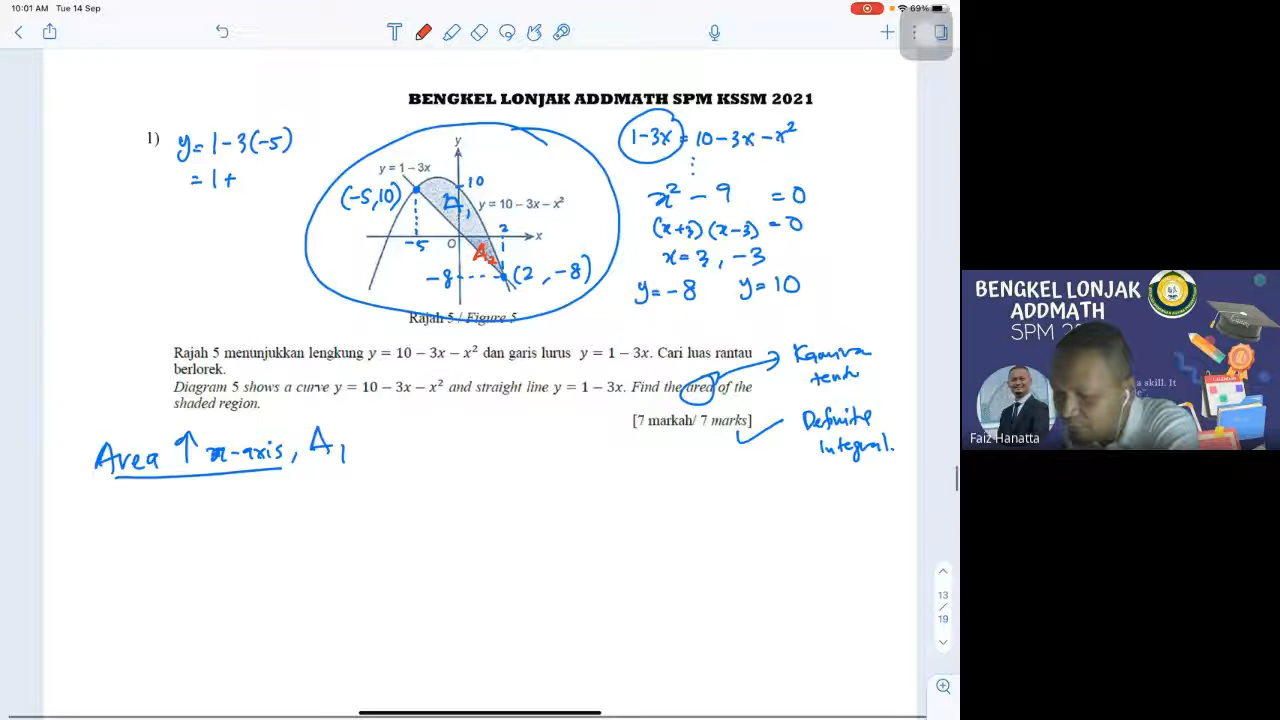 10:01 AM Tue 14 Sep
69%
BENGKEL LONJAK ADDMATH SPM KSSM 2021
1)
y = 1 - 3(-5)
= 1 +
y
y = 1 − 3x
10
(-5,10)
A1
y = 10 − 3x − x²
2
-5
O
x
A2
-8
(2, -8)
Rajah 5 / Figure 5
1-3x = 10 - 3x - x²
⋮
x² - 9 = 0
(x+3)(x-3) = 0
x = 3, -3
y = -8 y = 10
Rajah 5 menunjukkan lengkung y = 10 − 3x − x² dan garis lurus y = 1 − 3x. Cari luas rantau
berlorek.
Diagram 5 shows a curve y = 10 − 3x − x² and straight line y = 1 − 3x. Find the area of the
shaded region.
[7 markah/ 7 marks]
tentu
Definite
Integral.
Area ↑ x-axis, A1
13
/
19
BENGKEL LONJAK
ADDMATH
SPM 2
a skill. It
Faiz Hanatta